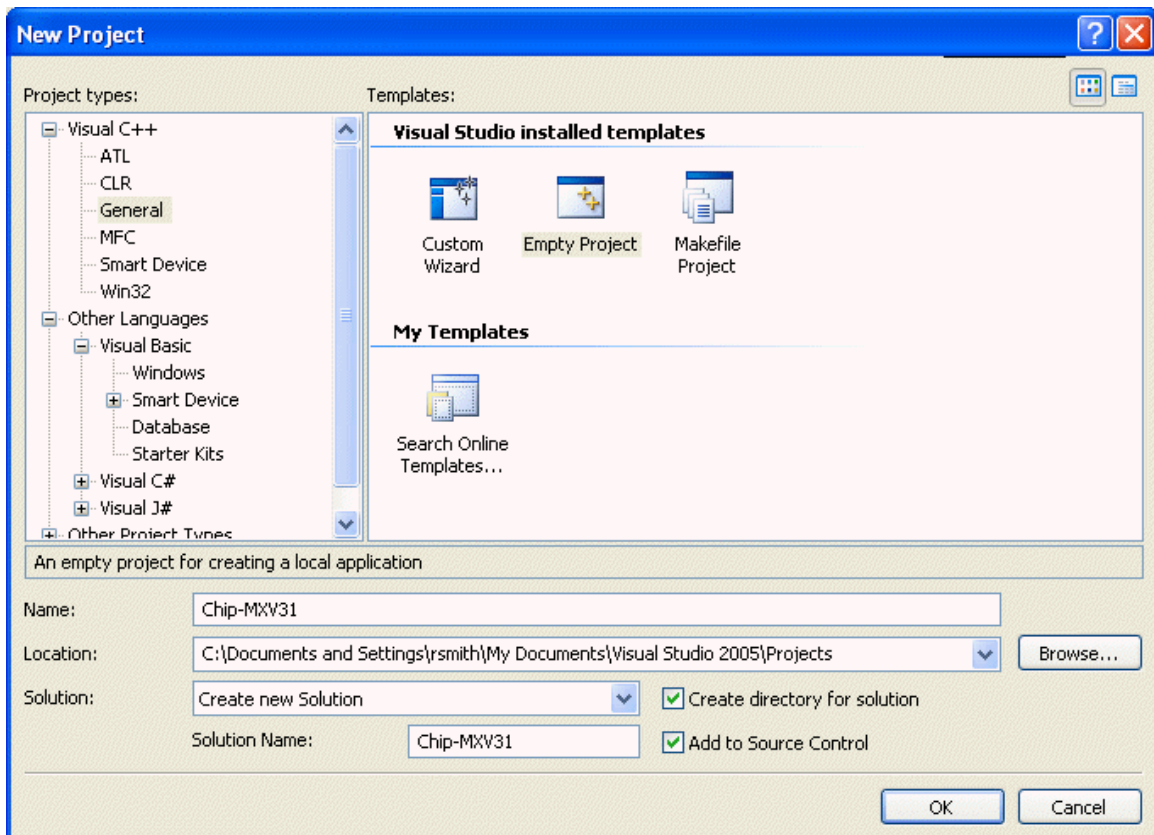 New Project
Project types:
Templates:
Visual C++
ATL
CLR
General
MFC
Smart Device
Win32
Other Languages
Visual Basic
Windows
Smart Device
Database
Starter Kits
Visual C#
Visual J#
Other Project Types
Visual Studio installed templates
Custom
Wizard
Empty Project
Makefile
Project
My Templates
Search Online
Templates...
An empty project for creating a local application
Name:
Chip-MXV31
Location:
C:\Documents and Settings\rsmith\My Documents\Visual Studio 2005\Projects
Browse...
Solution:
Create new Solution
Create directory for solution
Solution Name:
Chip-MXV31
Add to Source Control
OK
Cancel